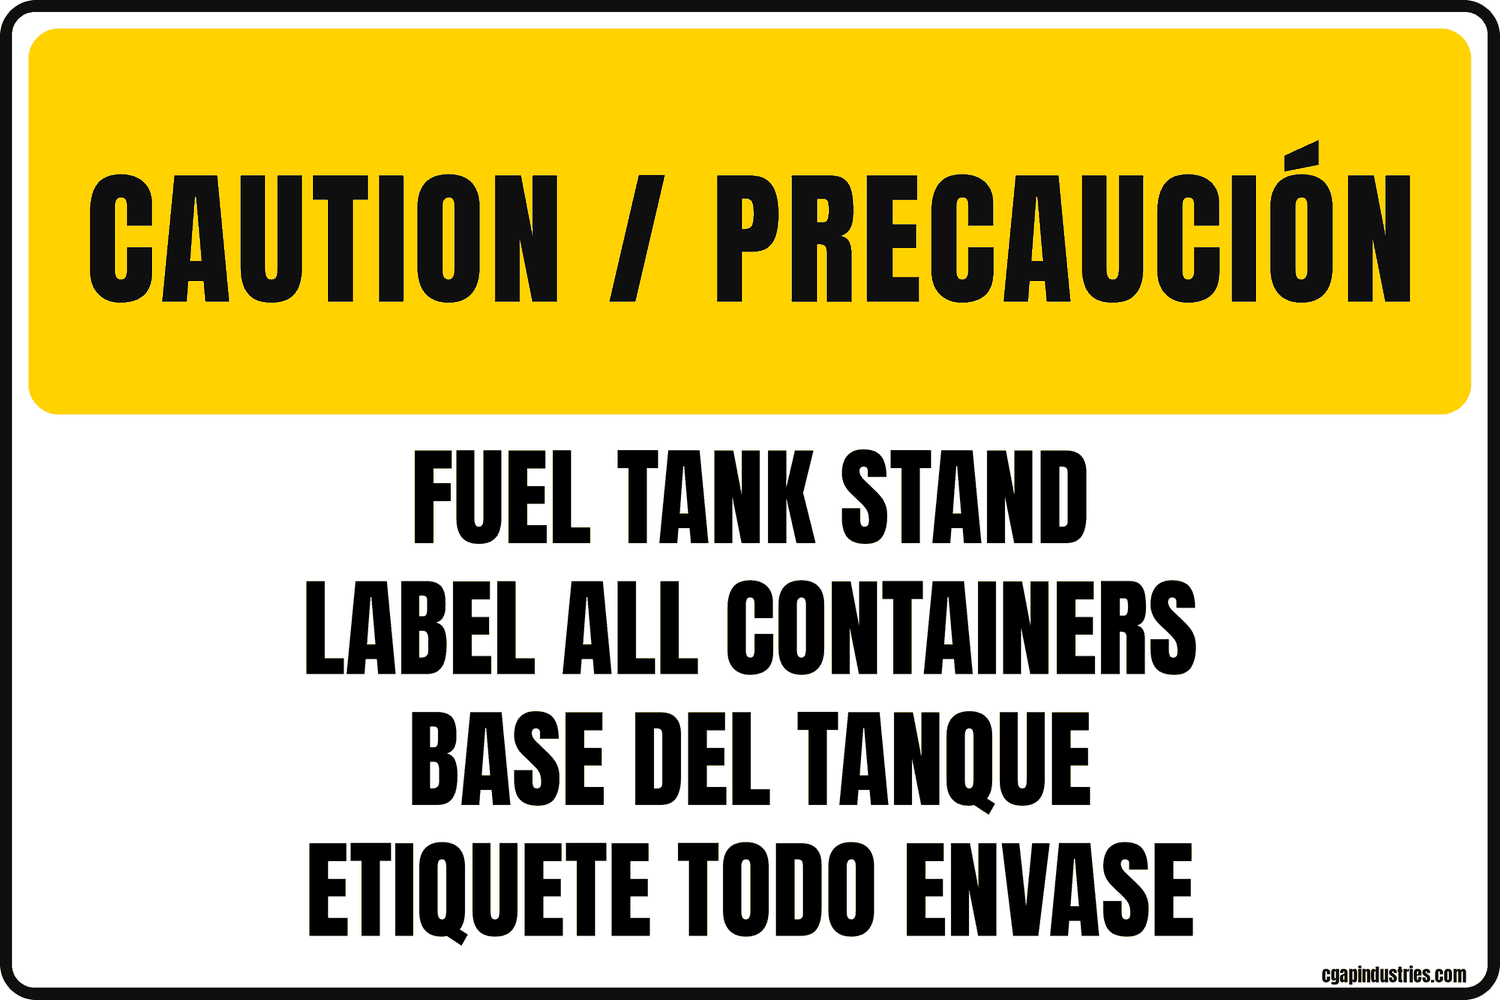 CAUTION / PRECAUCIÓN
FUEL TANK STAND
LABEL ALL CONTAINERS
BASE DEL TANQUE
ETIQUETE TODO ENVASE
cgapindustries.com